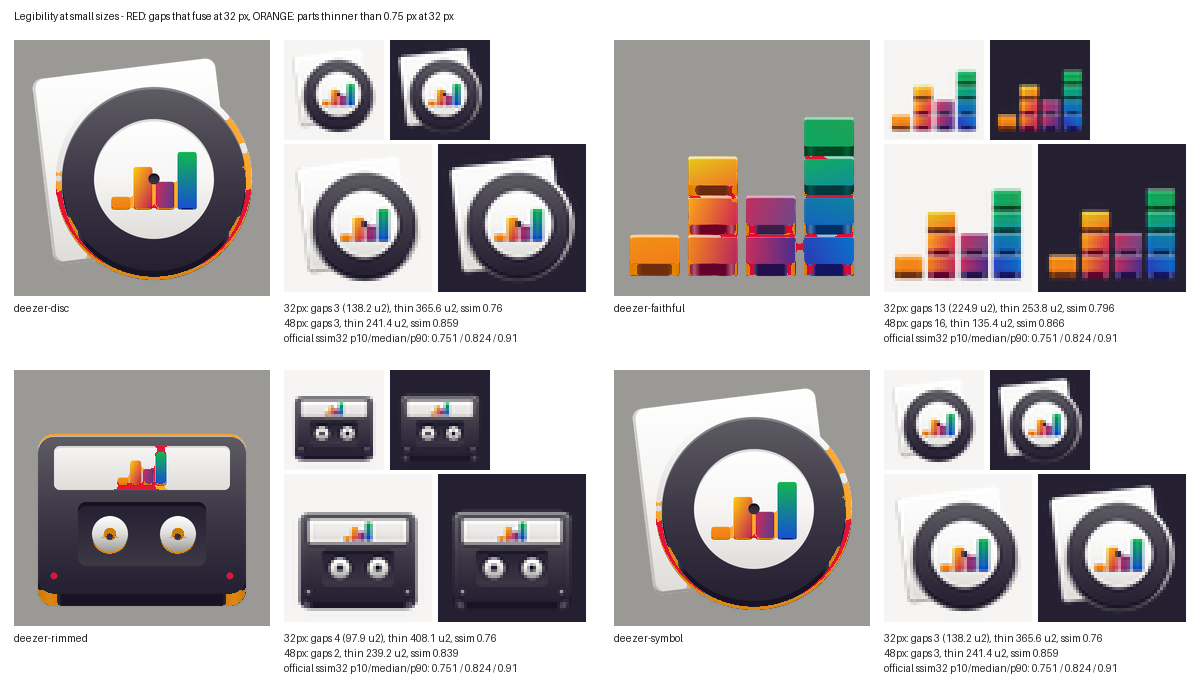 Legibility at small sizes - RED: gaps that fuse at 32 px, ORANGE: parts thinner than 0.75 px at 32 px
deezer-disc
32px: gaps 3 (138.2 u2), thin 365.6 u2, ssim 0.76
48px: gaps 3, thin 241.4 u2, ssim 0.859
official ssim32 p10/median/p90: 0.751 / 0.824 / 0.91
deezer-faithful
32px: gaps 13 (224.9 u2), thin 253.8 u2, ssim 0.796
48px: gaps 16, thin 135.4 u2, ssim 0.866
official ssim32 p10/median/p90: 0.751 / 0.824 / 0.91
deezer-rimmed
32px: gaps 4 (97.9 u2), thin 408.1 u2, ssim 0.76
48px: gaps 2, thin 239.2 u2, ssim 0.839
official ssim32 p10/median/p90: 0.751 / 0.824 / 0.91
deezer-symbol
32px: gaps 3 (138.2 u2), thin 365.6 u2, ssim 0.76
48px: gaps 3, thin 241.4 u2, ssim 0.859
official ssim32 p10/median/p90: 0.751 / 0.824 / 0.91